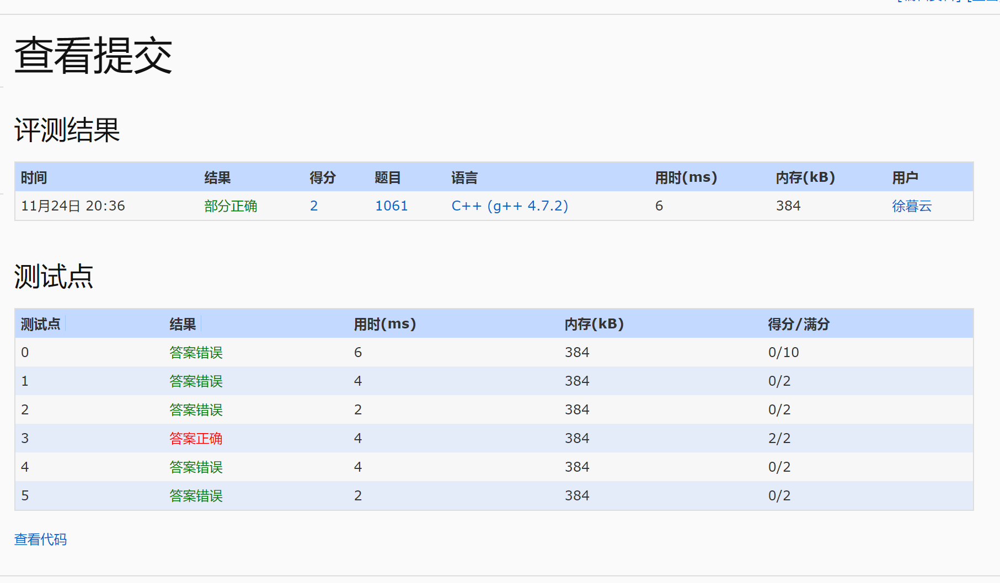 查看提交
评测结果
时间 结果 得分 题目 语言 用时(ms) 内存(kB) 用户
11月24日 20:36 部分正确 2 1061 C++ (g++ 4.7.2) 6 384 徐暮云
测试点
测试点 结果 用时(ms) 内存(kB) 得分/满分
0 答案错误 6 384 0/10
1 答案错误 4 384 0/2
2 答案错误 2 384 0/2
3 答案正确 4 384 2/2
4 答案错误 4 384 0/2
5 答案错误 2 384 0/2
查看代码